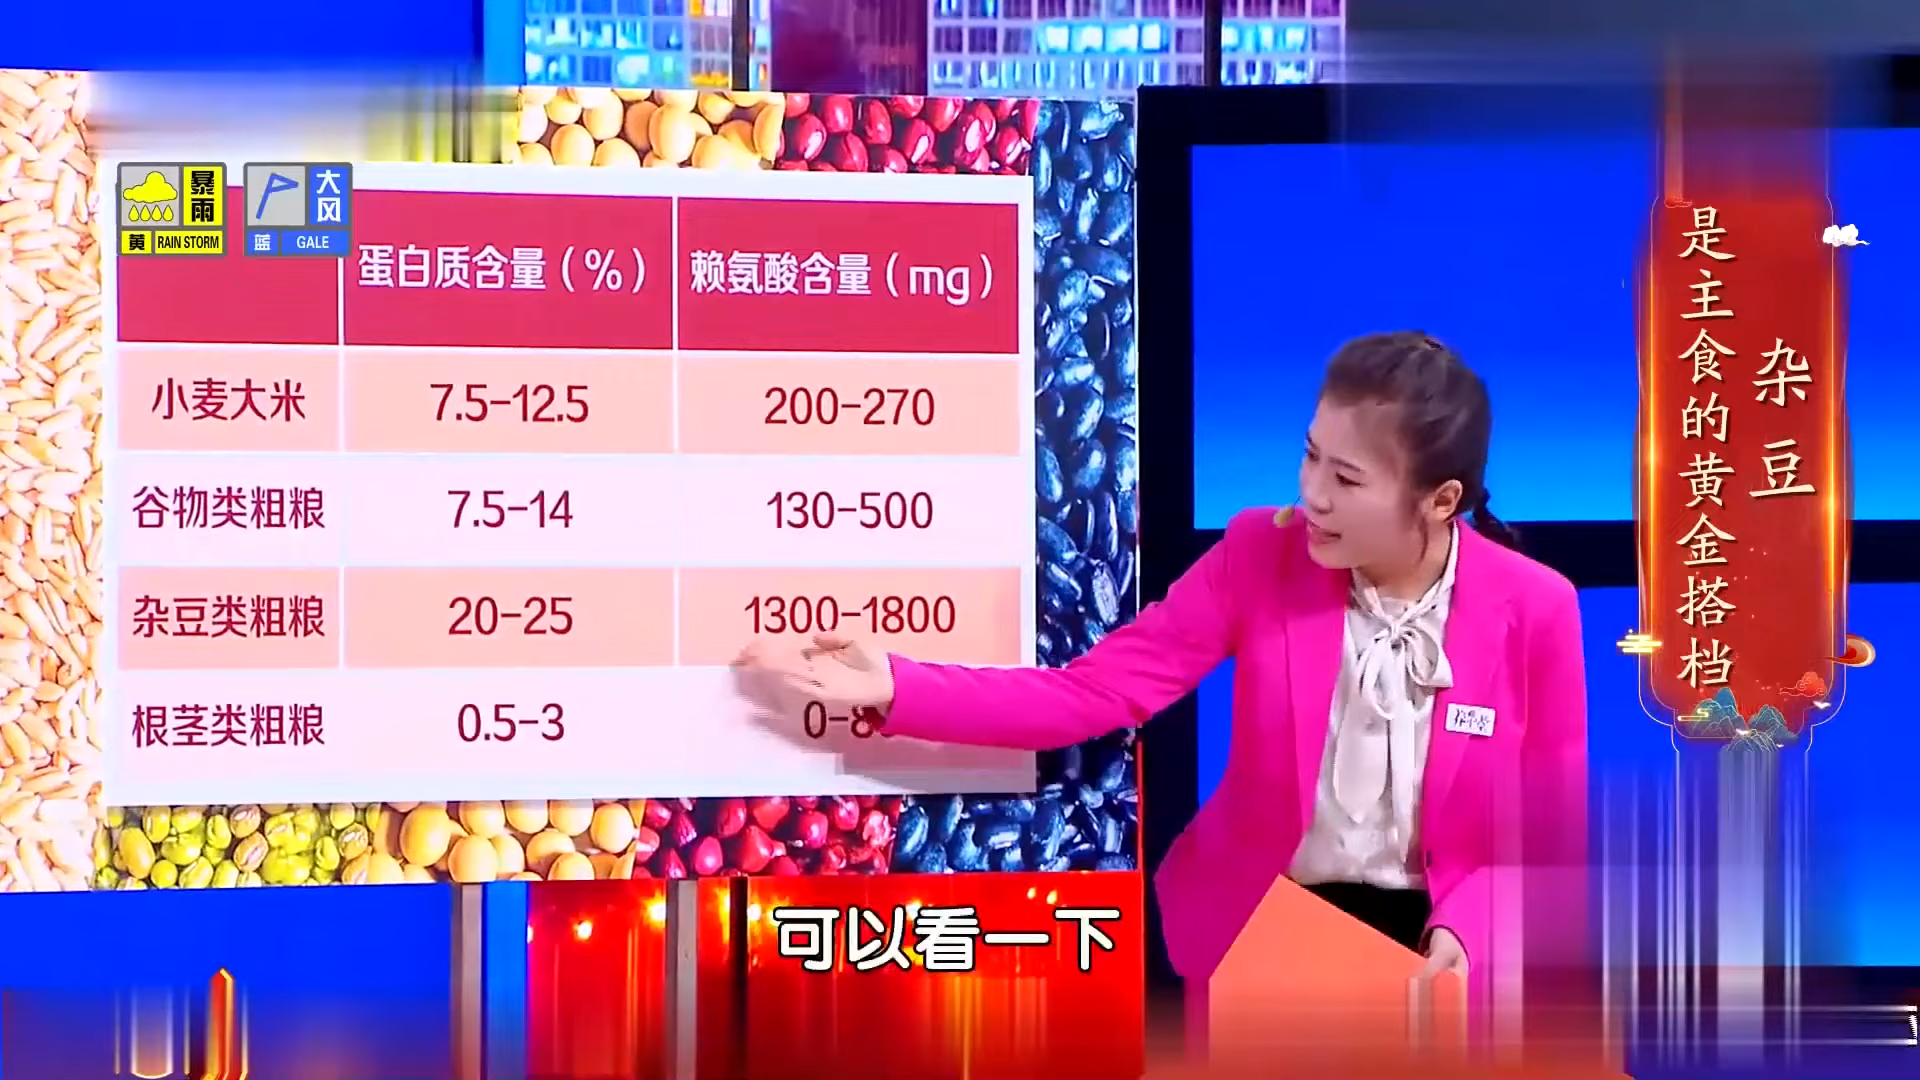 暴雨
黄 RAIN STORM
大风
蓝 GALE
蛋白质含量(%) 赖氨酸含量(mg)
小麦大米 7.5-12.5 200-270
谷物类粗粮 7.5-14 130-500
杂豆类粗粮 20-25 1300-1800
根茎类粗粮 0.5-3
杂豆
是主食的黄金搭档
可以看一下